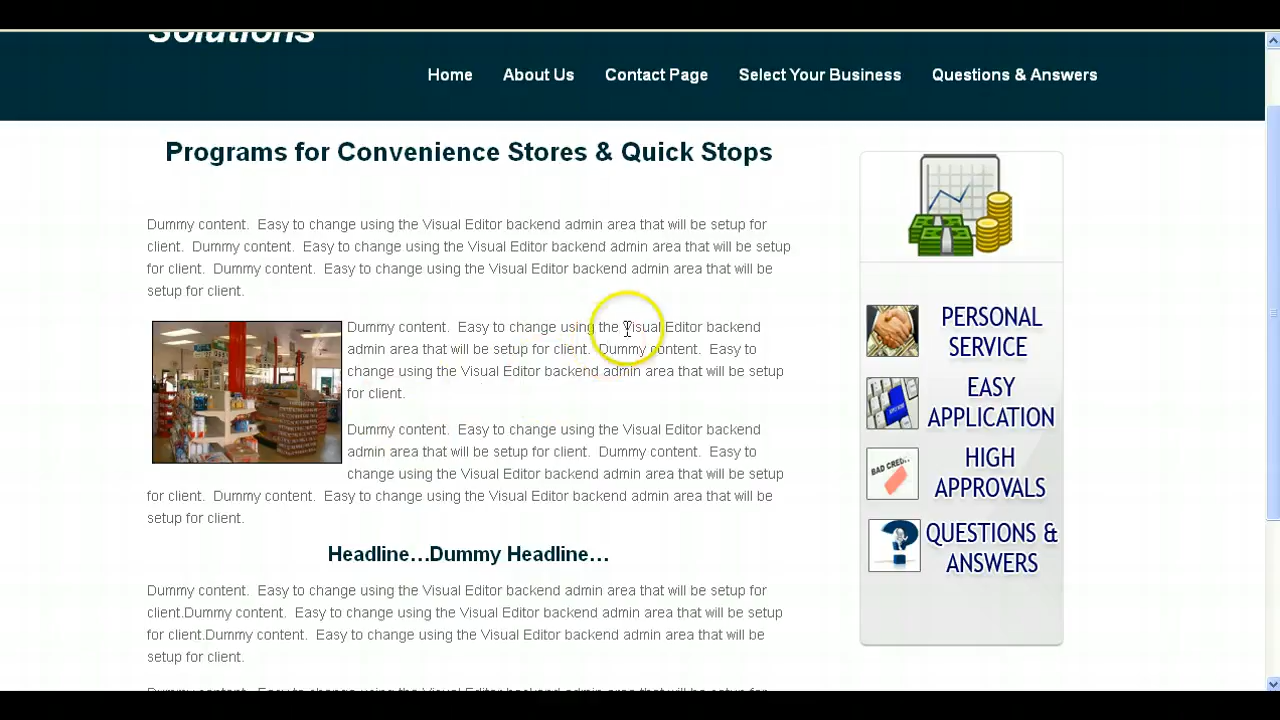 Solutions
Home About Us Contact Page Select Your Business Questions & Answers
Programs for Convenience Stores & Quick Stops
Dummy content. Easy to change using the Visual Editor backend admin area that will be setup for
client. Dummy content. Easy to change using the Visual Editor backend admin area that will be setup
for client. Dummy content. Easy to change using the Visual Editor backend admin area that will be
setup for client.
Dummy content. Easy to change using the Visual Editor backend
admin area that will be setup for client. Dummy content. Easy to
change using the Visual Editor backend admin area that will be setup
for client.
Dummy content. Easy to change using the Visual Editor backend
admin area that will be setup for client. Dummy content. Easy to
change using the Visual Editor backend admin area that will be setup
for client. Dummy content. Easy to change using the Visual Editor backend admin area that will be
setup for client.
Headline...Dummy Headline...
Dummy content. Easy to change using the Visual Editor backend admin area that will be setup for
client.Dummy content. Easy to change using the Visual Editor backend admin area that will be setup
for client.Dummy content. Easy to change using the Visual Editor backend admin area that will be
setup for client.
PERSONAL
SERVICE
EASY
APPLICATION
BAD CREDIT
HIGH
APPROVALS
QUESTIONS &
ANSWERS